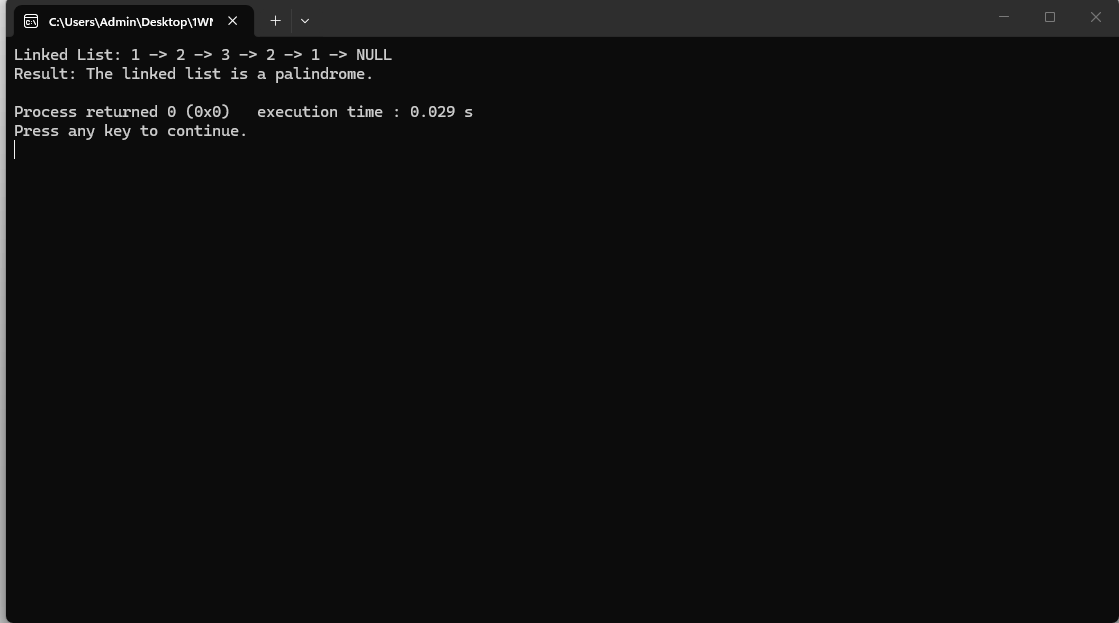 C:\Users\Admin\Desktop\1WM
Linked List: 1 -> 2 -> 3 -> 2 -> 1 -> NULL
Result: The linked list is a palindrome.
Process returned 0 (0x0)   execution time : 0.029 s
Press any key to continue.